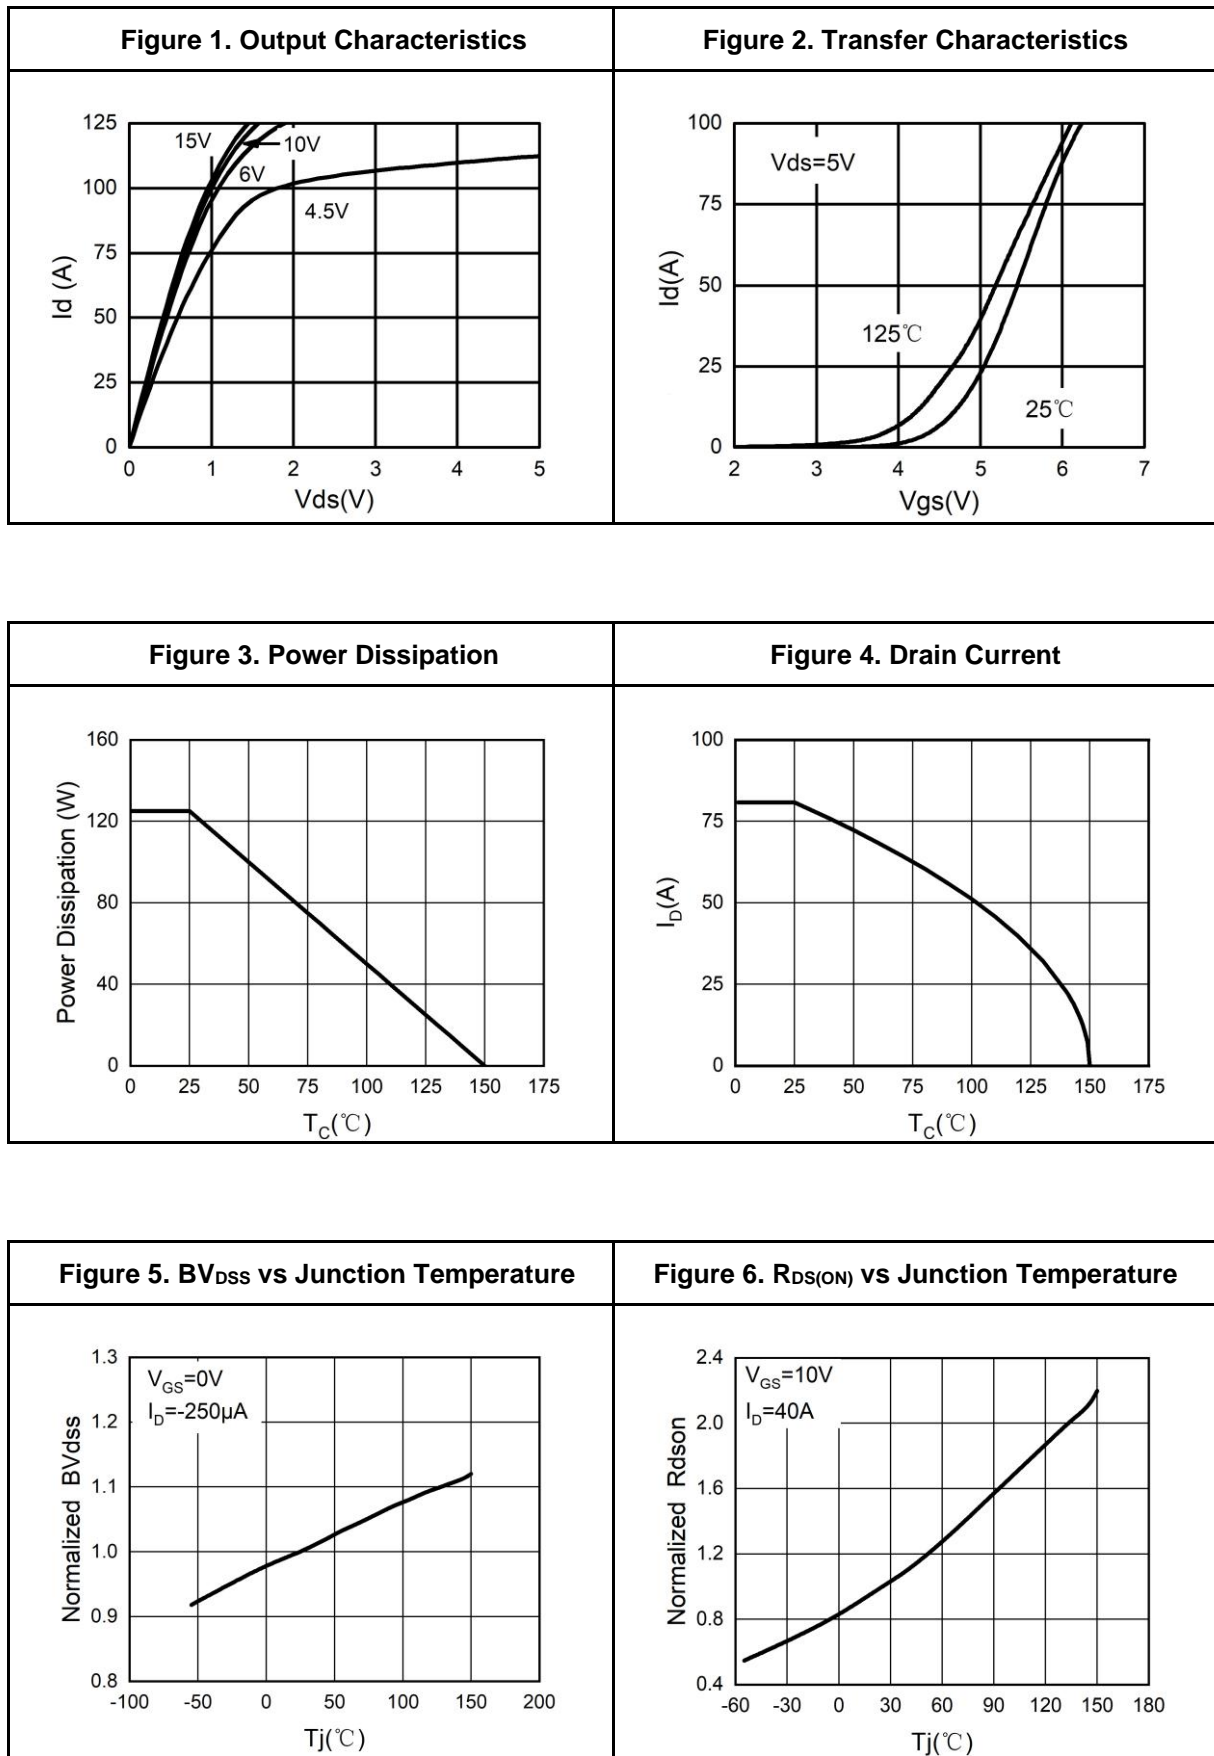 Figure 1. Output Characteristics
Figure 2. Transfer Characteristics
125
100
75
50
25
0
Id (A)
15V
10V
6V
4.5V
0 1 2 3 4 5
Vds(V)
100
75
50
25
0
Id(A)
Vds=5V
125℃
25℃
2 3 4 5 6 7
Vgs(V)
Figure 3. Power Dissipation
Figure 4. Drain Current
160
120
80
40
0
Power Dissipation (W)
0 25 50 75 100 125 150 175
TC(℃)
100
75
50
25
0
ID(A)
0 25 50 75 100 125 150 175
TC(℃)
Figure 5. BVDSS vs Junction Temperature
Figure 6. RDS(ON) vs Junction Temperature
1.3
1.2
1.1
1.0
0.9
0.8
Normalized BVdss
VGS=0V
ID=-250μA
-100 -50 0 50 100 150 200
Tj(℃)
2.4
2.0
1.6
1.2
0.8
0.4
Normalized Rdson
VGS=10V
ID=40A
-60 -30 0 30 60 90 120 150 180
Tj(℃)